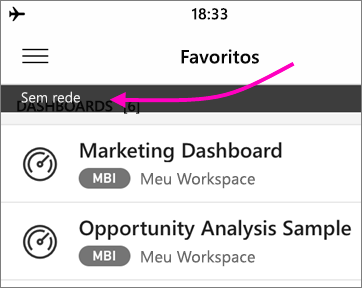 18:33
Favoritos
Sem rede
DASHBOARDS [6]
Marketing Dashboard
MBI Meu Workspace
Opportunity Analysis Sample
MBI Meu Workspace